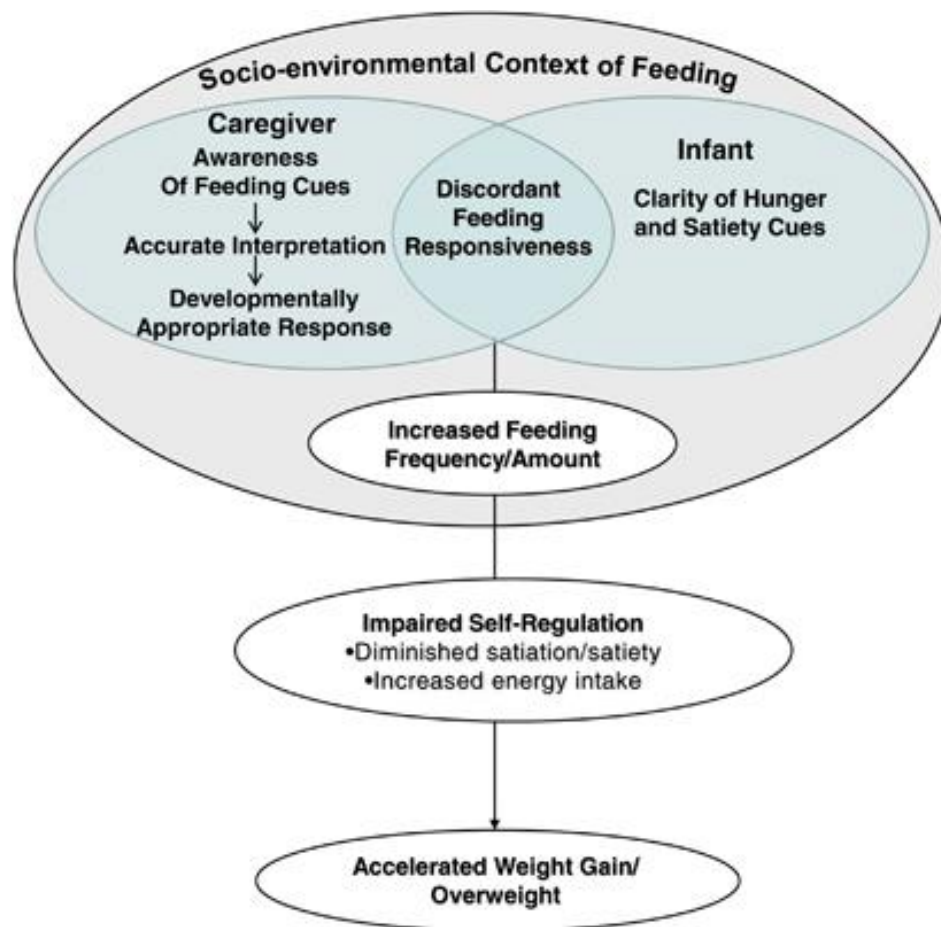 Socio-environmental Context of Feeding
Caregiver
Awareness
Of Feeding Cues
Accurate Interpretation
Developmentally
Appropriate Response
Discordant
Feeding
Responsiveness
Infant
Clarity of Hunger
and Satiety Cues
Increased Feeding
Frequency/Amount
Impaired Self-Regulation
•Diminished satiation/satiety
•Increased energy intake
Accelerated Weight Gain/
Overweight